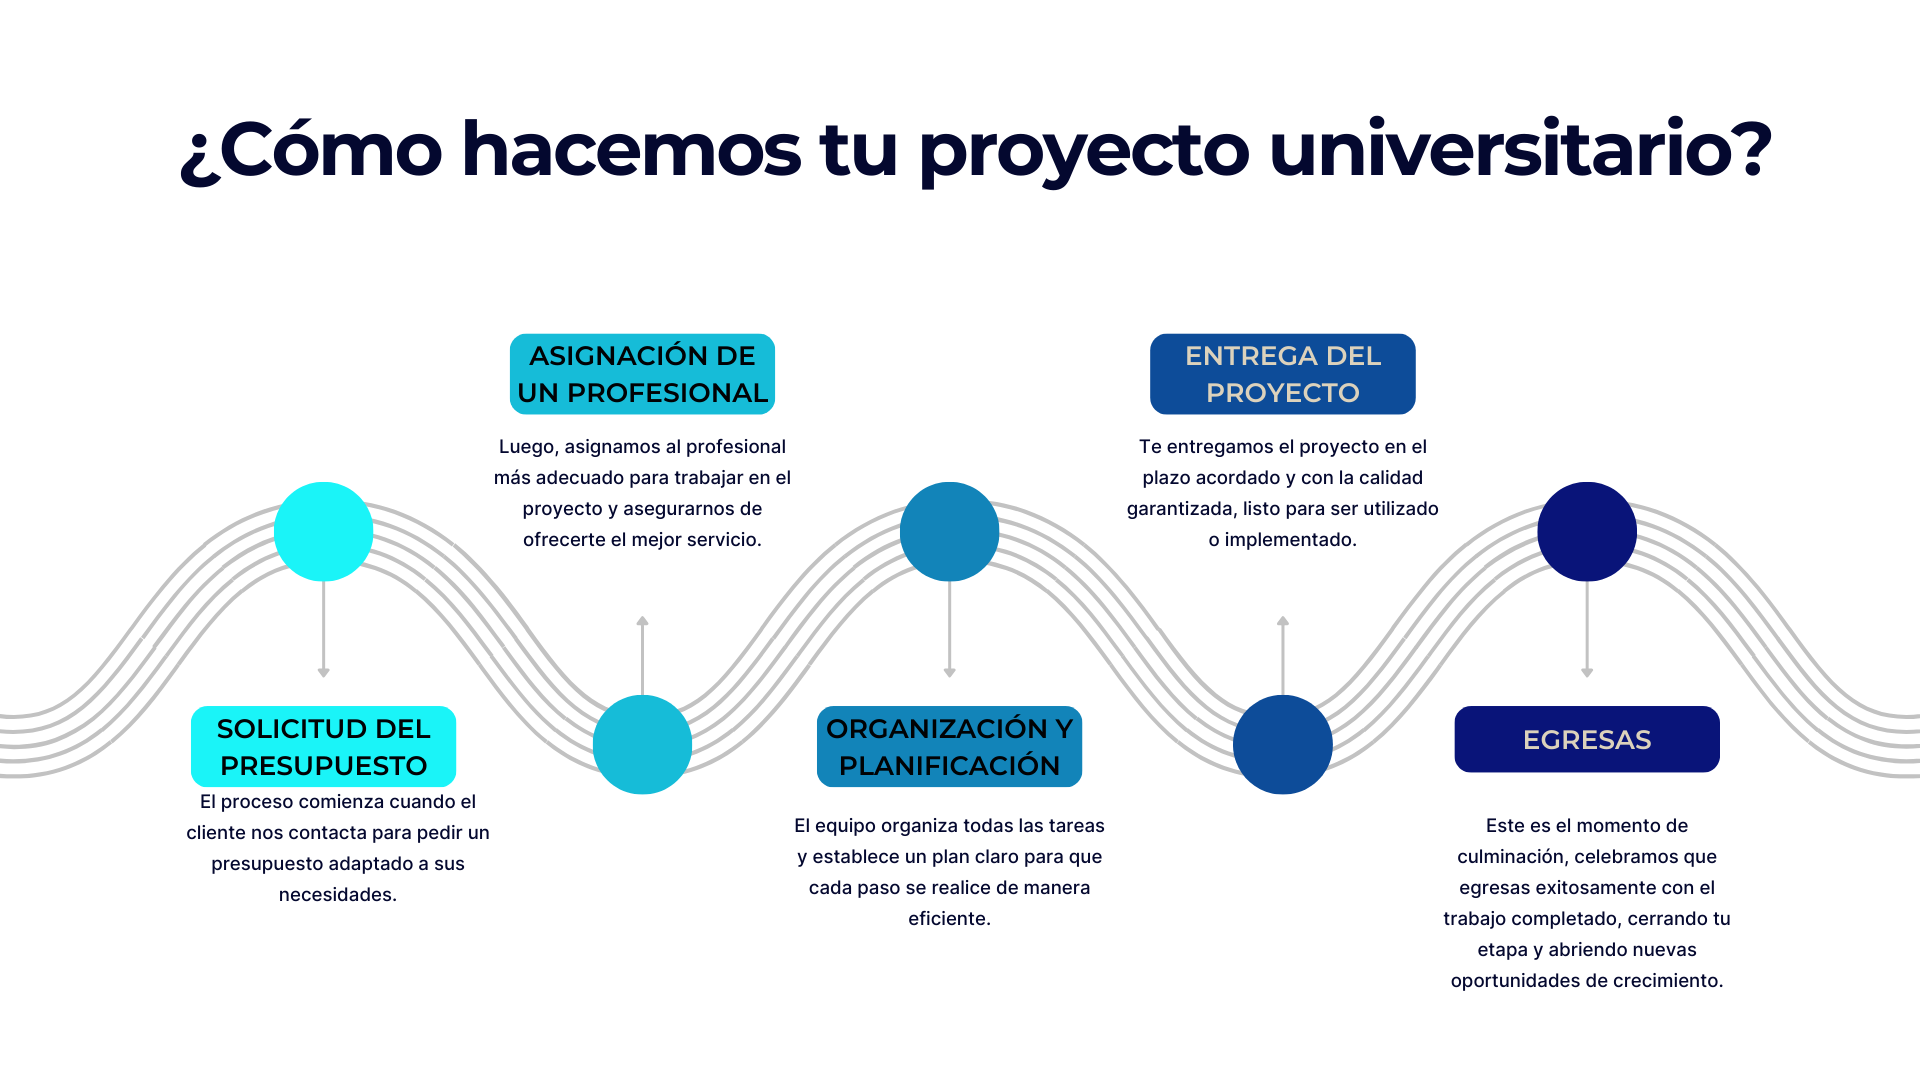 ¿Cómo hacemos tu proyecto universitario?
SOLICITUD DEL
PRESUPUESTO
El proceso comienza cuando el
cliente nos contacta para pedir un
presupuesto adaptado a sus
necesidades.
ASIGNACIÓN DE
UN PROFESIONAL
Luego, asignamos al profesional
más adecuado para trabajar en el
proyecto y asegurarnos de
ofrecerte el mejor servicio.
ORGANIZACIÓN Y
PLANIFICACIÓN
El equipo organiza todas las tareas
y establece un plan claro para que
cada paso se realice de manera
eficiente.
ENTREGA DEL
PROYECTO
Te entregamos el proyecto en el
plazo acordado y con la calidad
garantizada, listo para ser utilizado
o implementado.
EGRESAS
Este es el momento de
culminación, celebramos que
egresas exitosamente con el
trabajo completado, cerrando tu
etapa y abriendo nuevas
oportunidades de crecimiento.